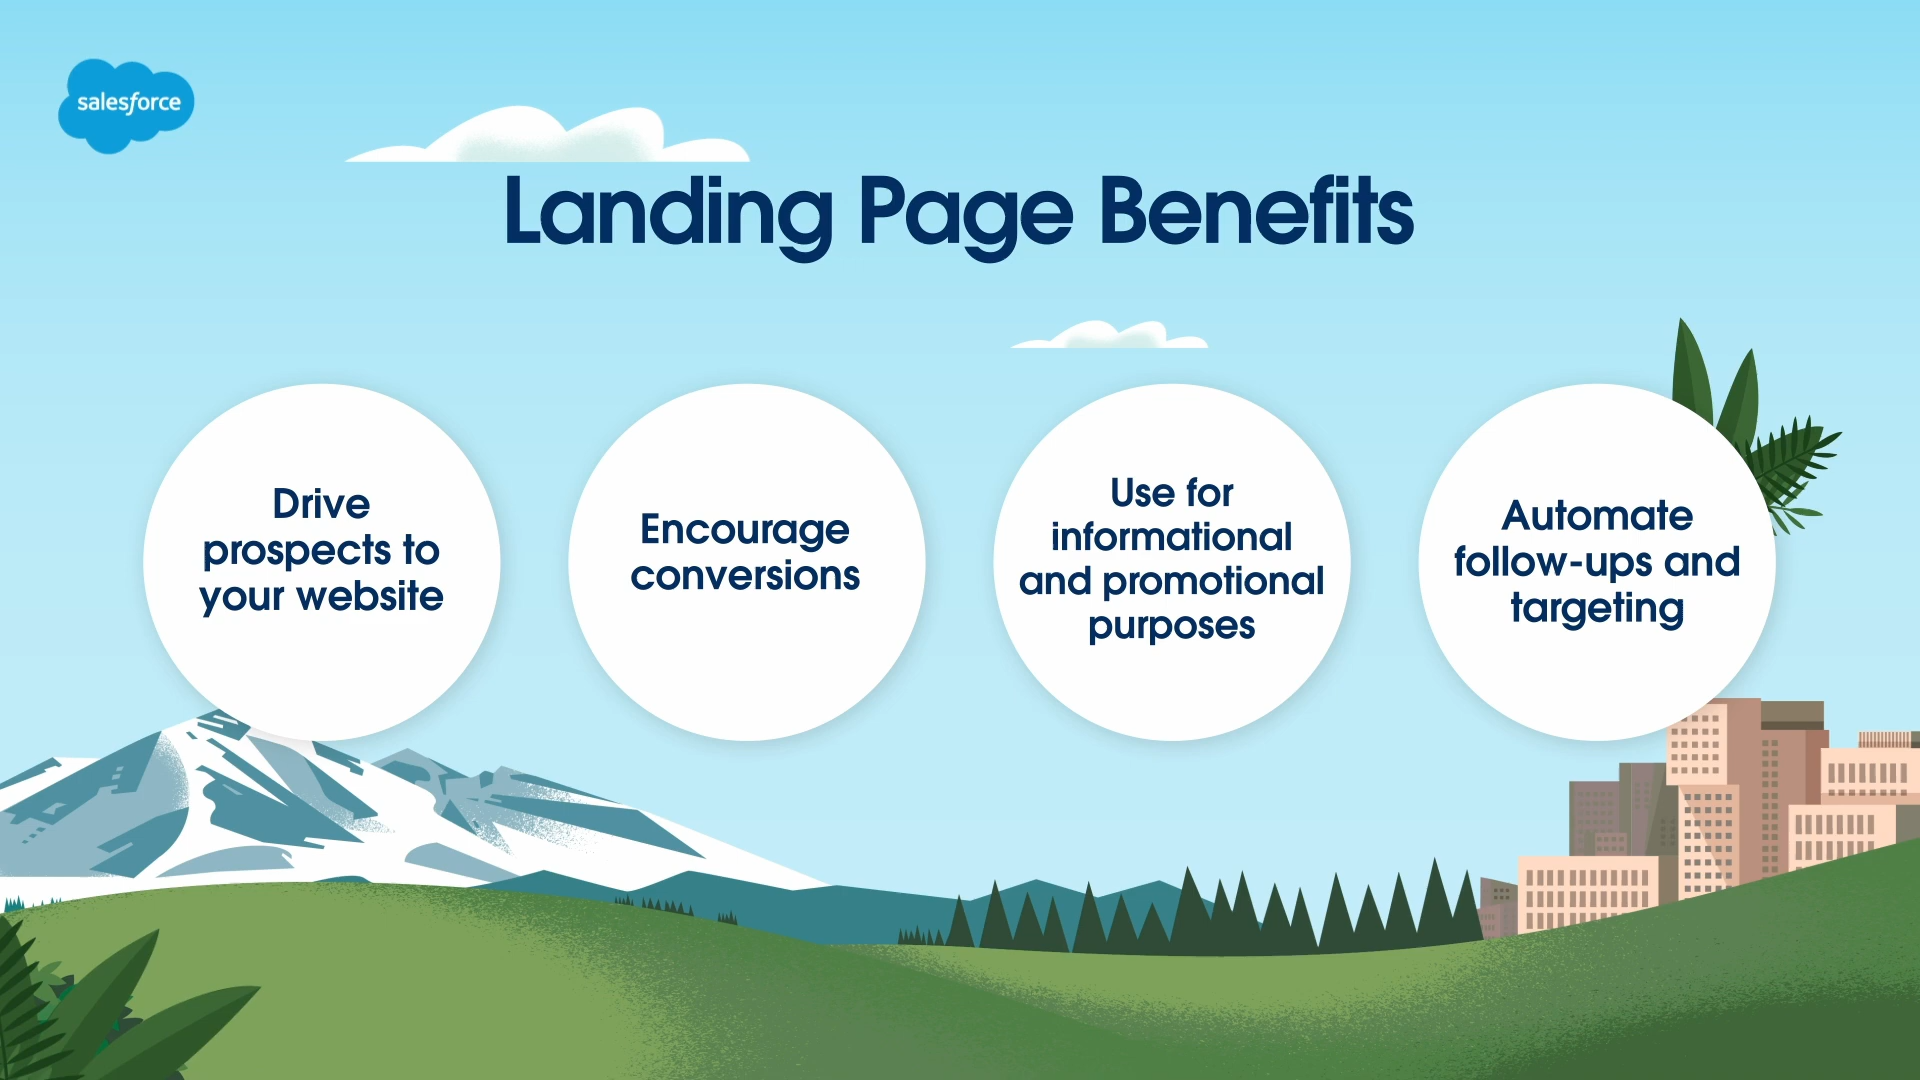 salesforce
Landing Page Benefits
Drive
prospects to
your website
Encourage
conversions
Use for
informational
and promotional
purposes
Automate
follow-ups and
targeting